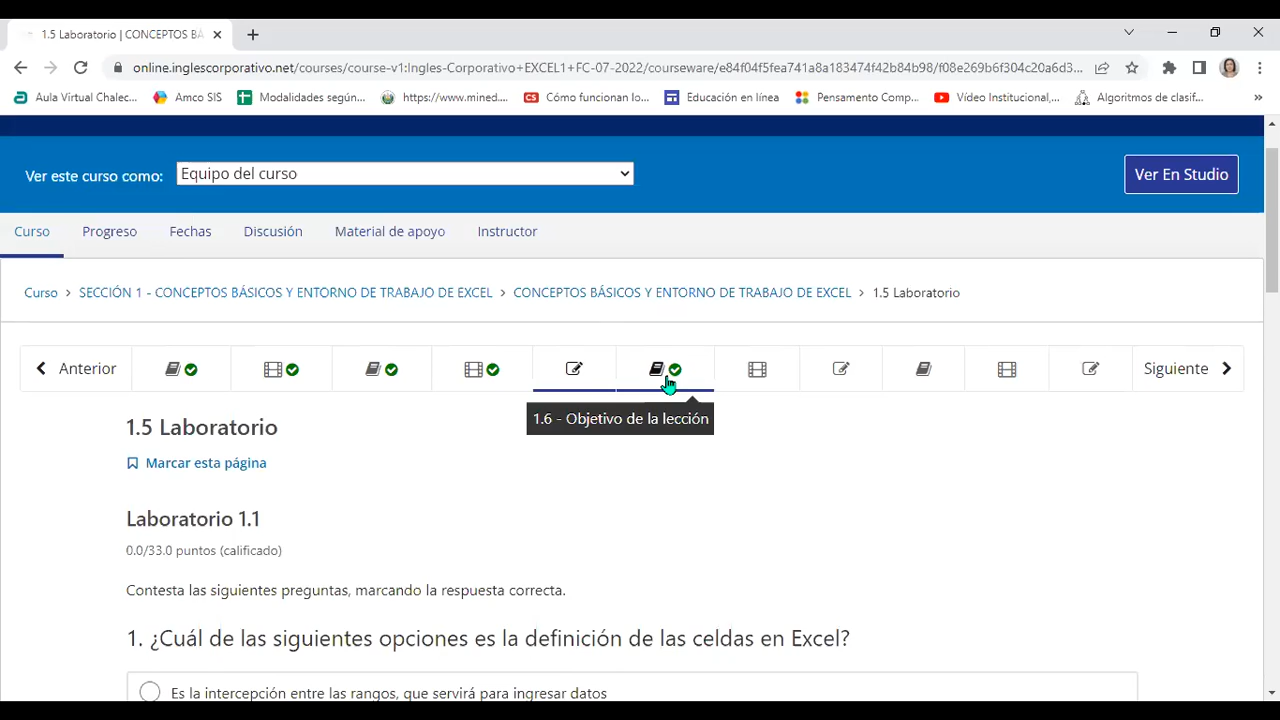 1.5 Laboratorio | CONCEPTOS BÁ
online.inglescorporativo.net/courses/course-v1:Ingles-Corporativo+EXCEL1+FC-07-2022/courseware/e84f04f5fea741a8a183474f42b84b98/f08e269b6f304c20a6d3...
Aula Virtual Chalec... Amco SIS Modalidades según... https://www.mined.... CS Cómo funcionan lo... Educación en línea Pensamento Comp... Vídeo Institucional,... Algoritmos de clasif... »
Ver este curso como: Equipo del curso Ver En Studio
Curso Progreso Fechas Discusión Material de apoyo Instructor
Curso > SECCIÓN 1 - CONCEPTOS BÁSICOS Y ENTORNO DE TRABAJO DE EXCEL > CONCEPTOS BÁSICOS Y ENTORNO DE TRABAJO DE EXCEL > 1.5 Laboratorio
Anterior Siguiente
1.6 - Objetivo de la lección
1.5 Laboratorio
Marcar esta página
Laboratorio 1.1
0.0/33.0 puntos (calificado)
Contesta las siguientes preguntas, marcando la respuesta correcta.
1. ¿Cuál de las siguientes opciones es la definición de las celdas en Excel?
Es la intercepción entre las rangos, que servirá para ingresar datos